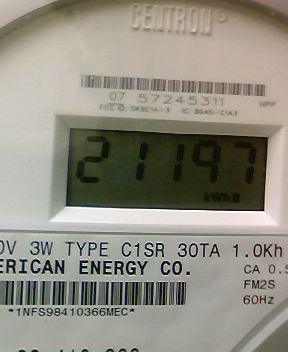 CENTRON®
07 57245311
HPF
21197
kWh
0V 3W TYPE C1SR 30TA 1.0Kh
ERICAN ENERGY CO.
CA 0.5
FM2S
60Hz
*1NFS98410366MEC*